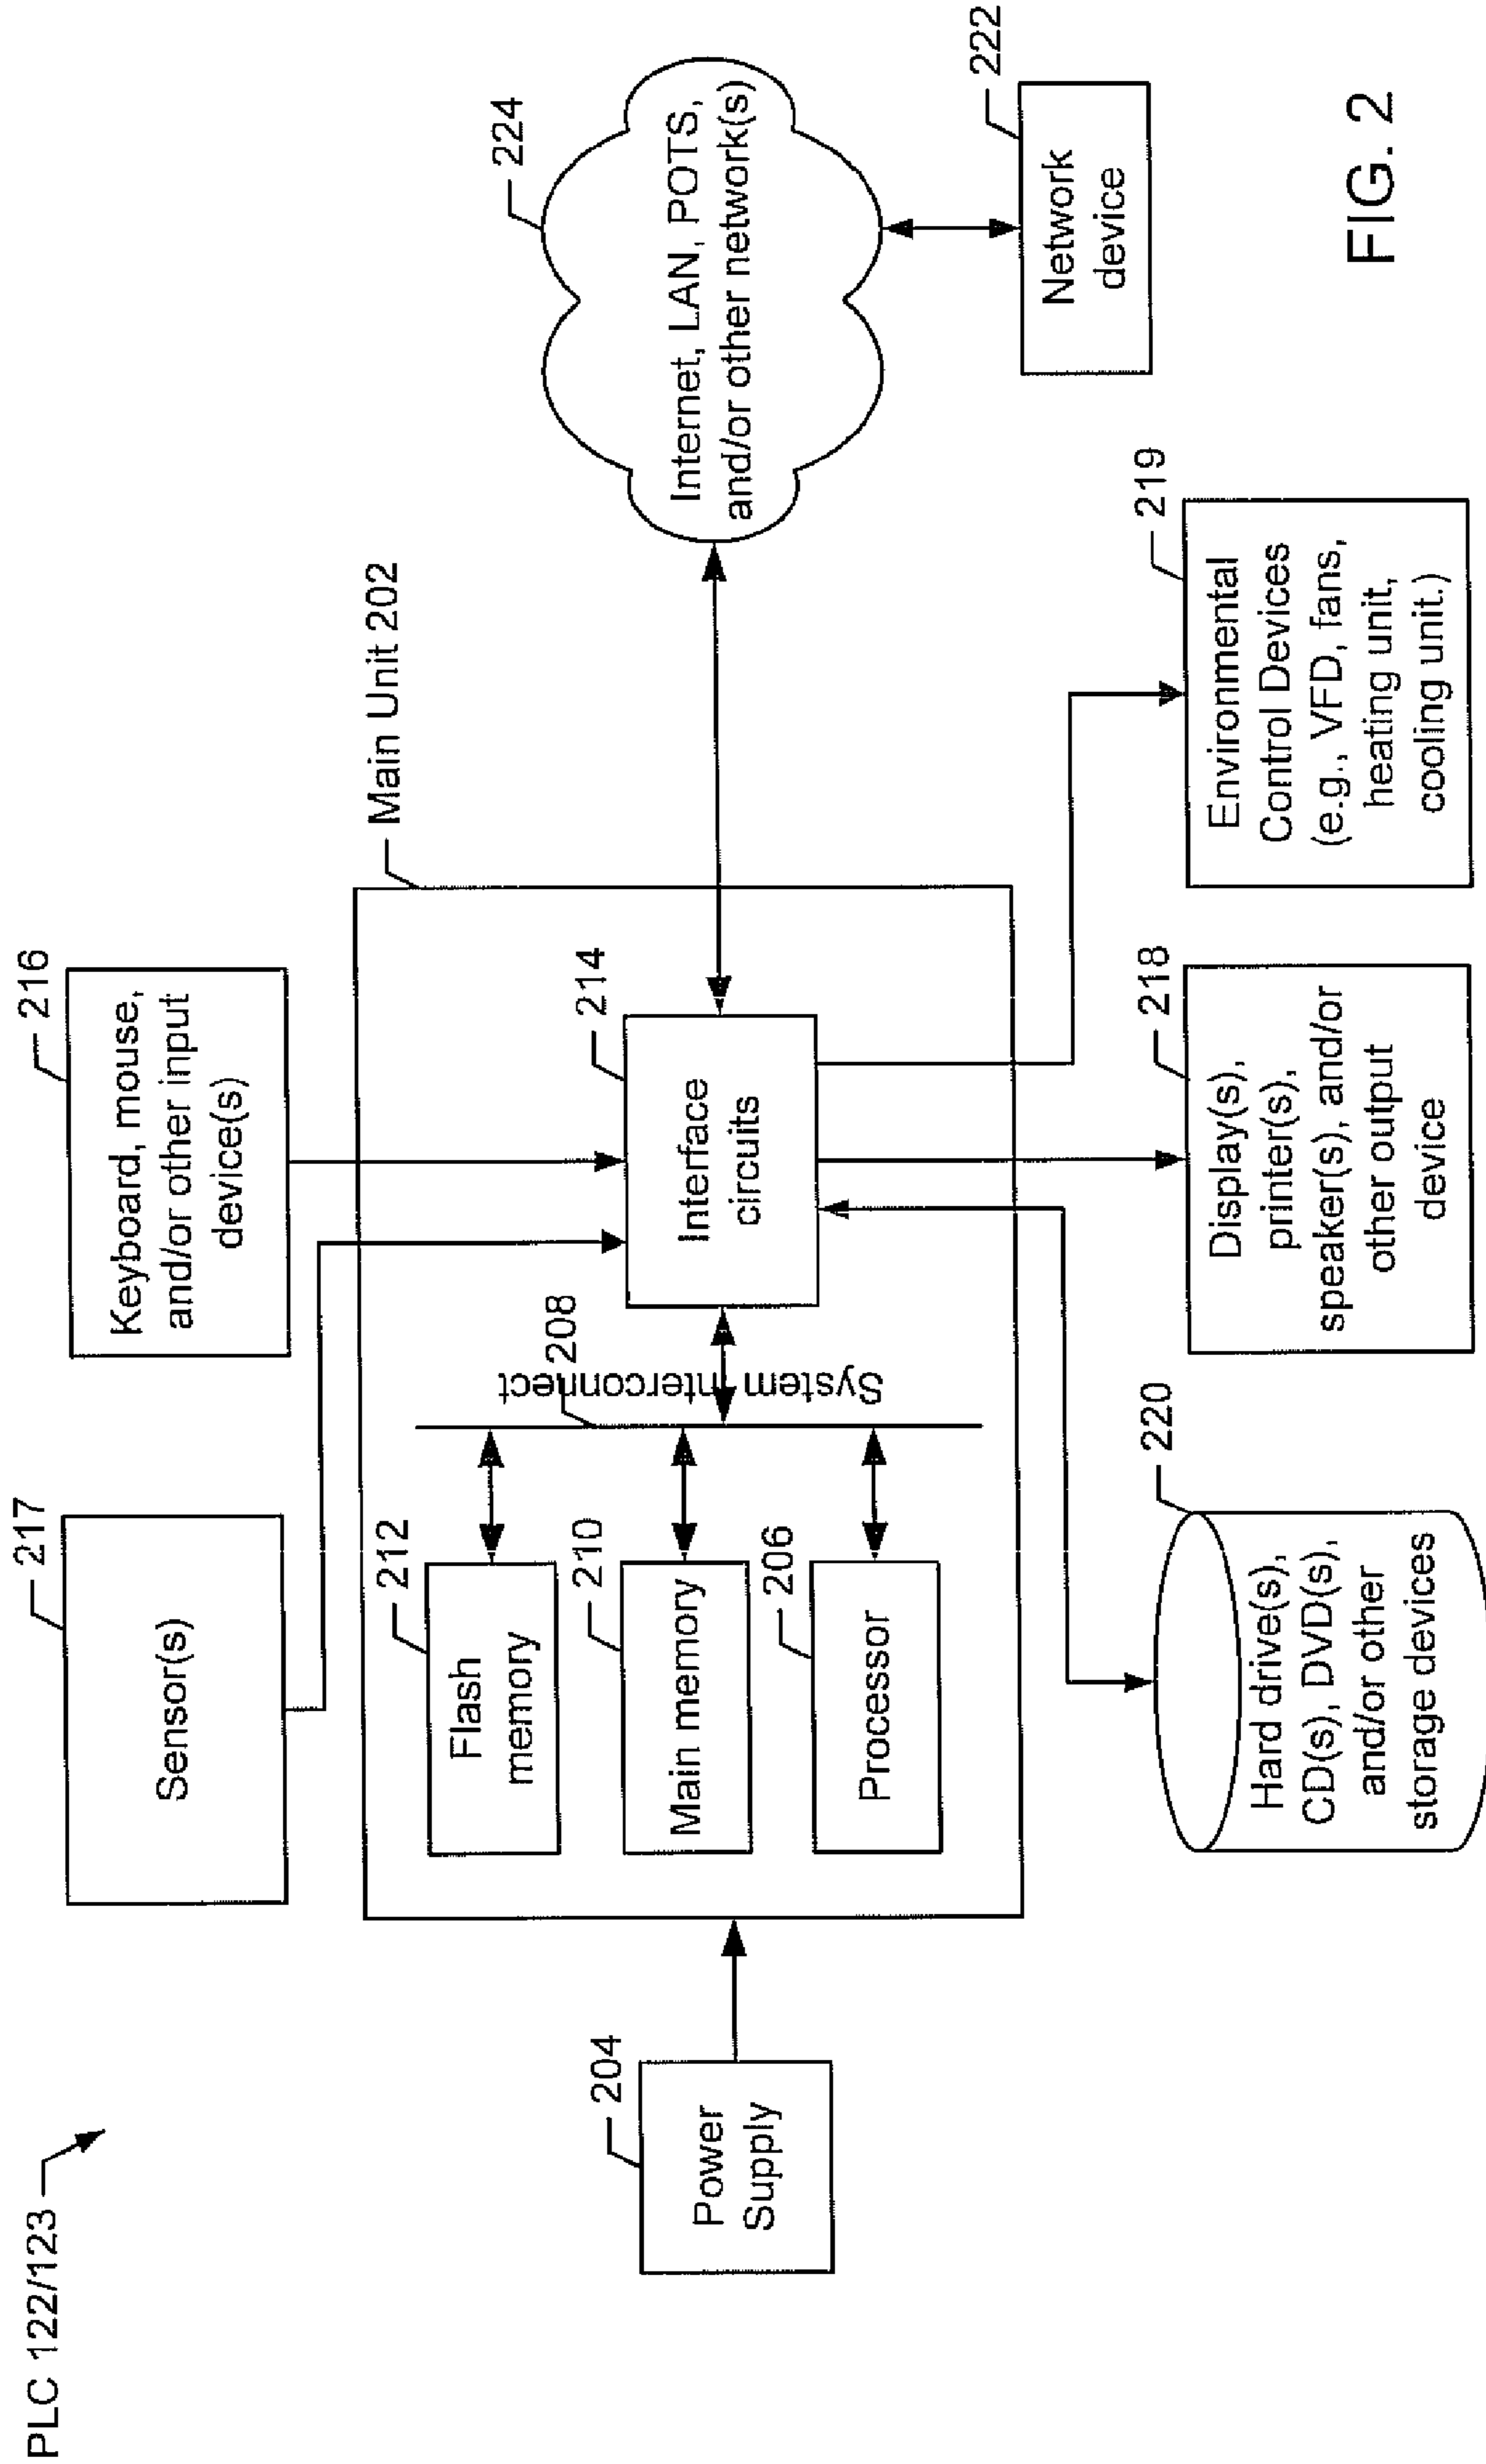 PLC 122/123
217
Sensor(s)
216
Keyboard, mouse,
and/or other input
device(s)
Main Unit 202
224
Internet, LAN, POTS,
and/or other network(s)
204
Power
Supply
212
Flash
memory
210
Main memory
206
Processor
208
System Interconnect
214
Interface
circuits
222
Network
device
220
Hard drive(s),
CD(s), DVD(s),
and/or other
storage devices
218
Display(s),
printer(s),
speaker(s), and/or
other output
device
219
Environmental
Control Devices
(e.g., VFD, fans,
heating unit,
cooling unit.)
FIG. 2